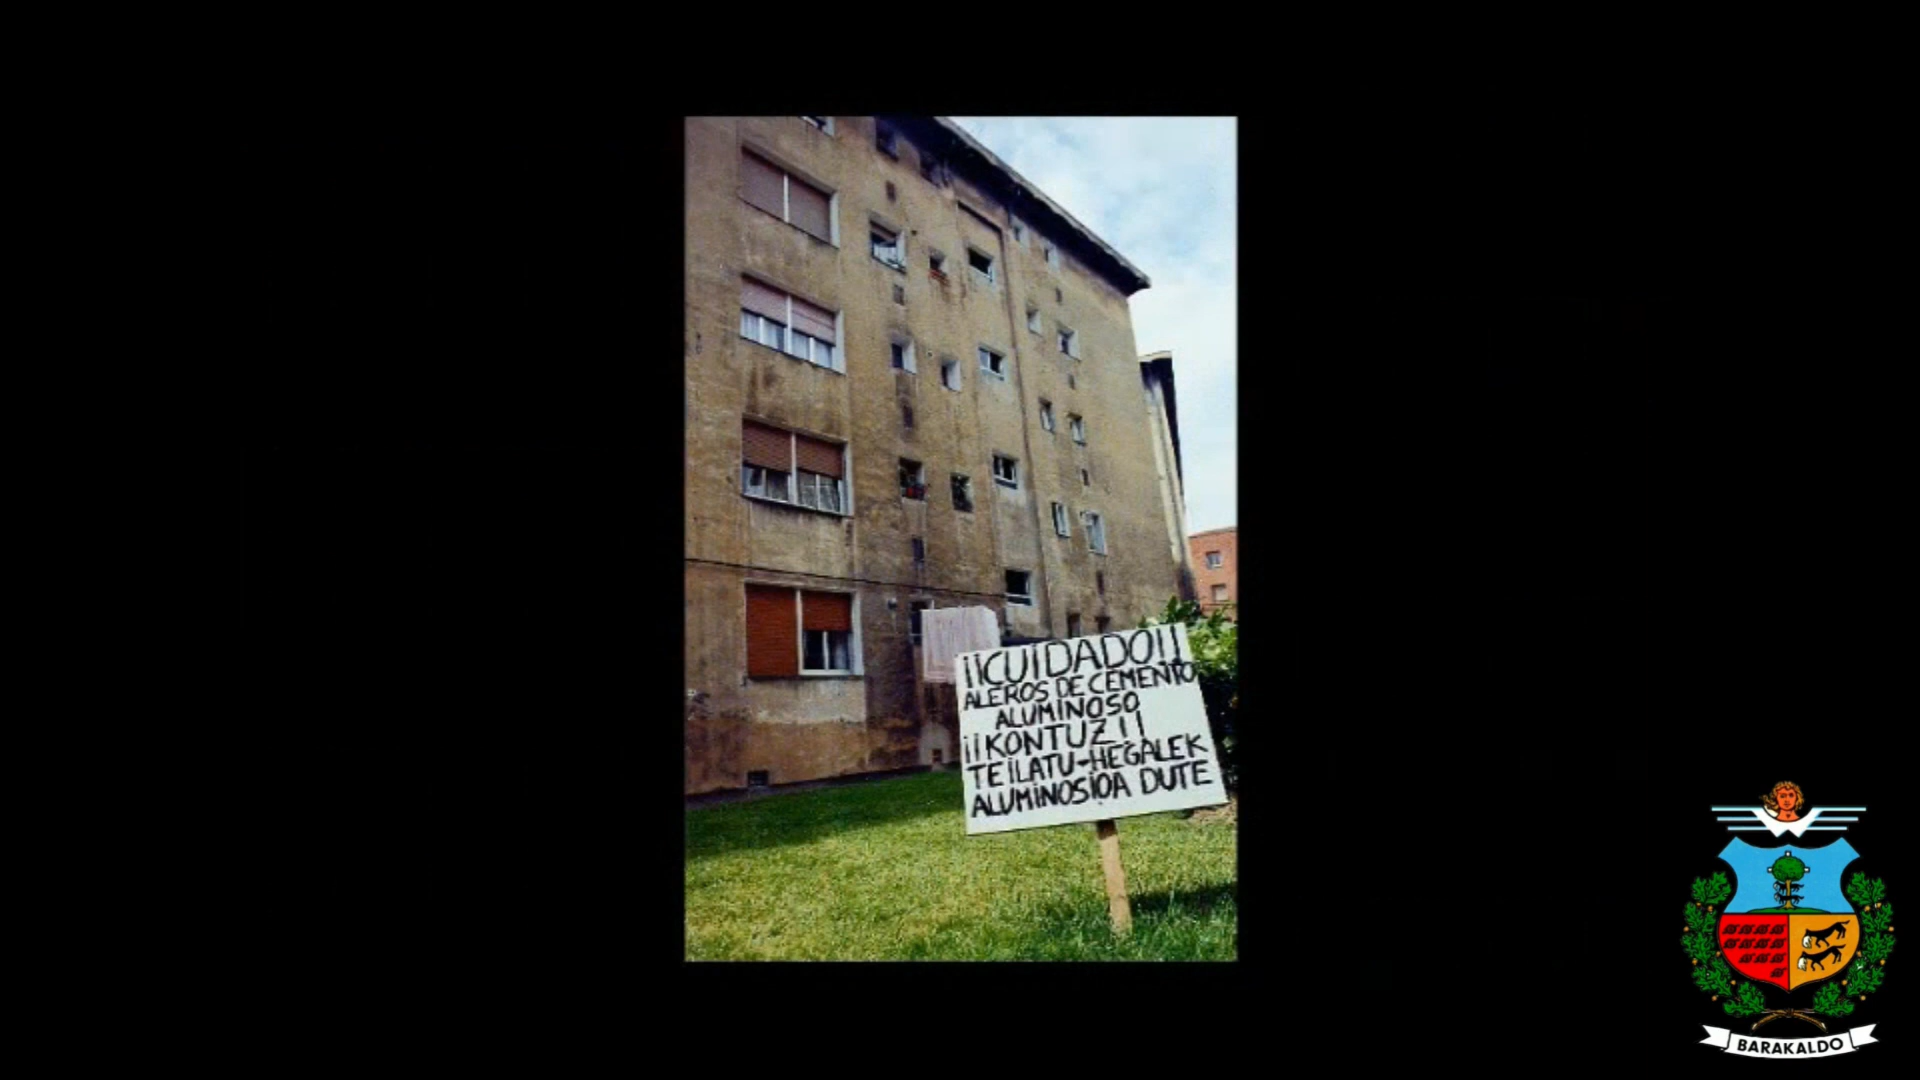 ¡¡CUIDADO!!
ALEROS DE CEMENTO
ALUMINOSO
¡¡KONTUZ!!
TEILATU-HEGALEK
ALUMINOSIOA DUTE
BARAKALDO